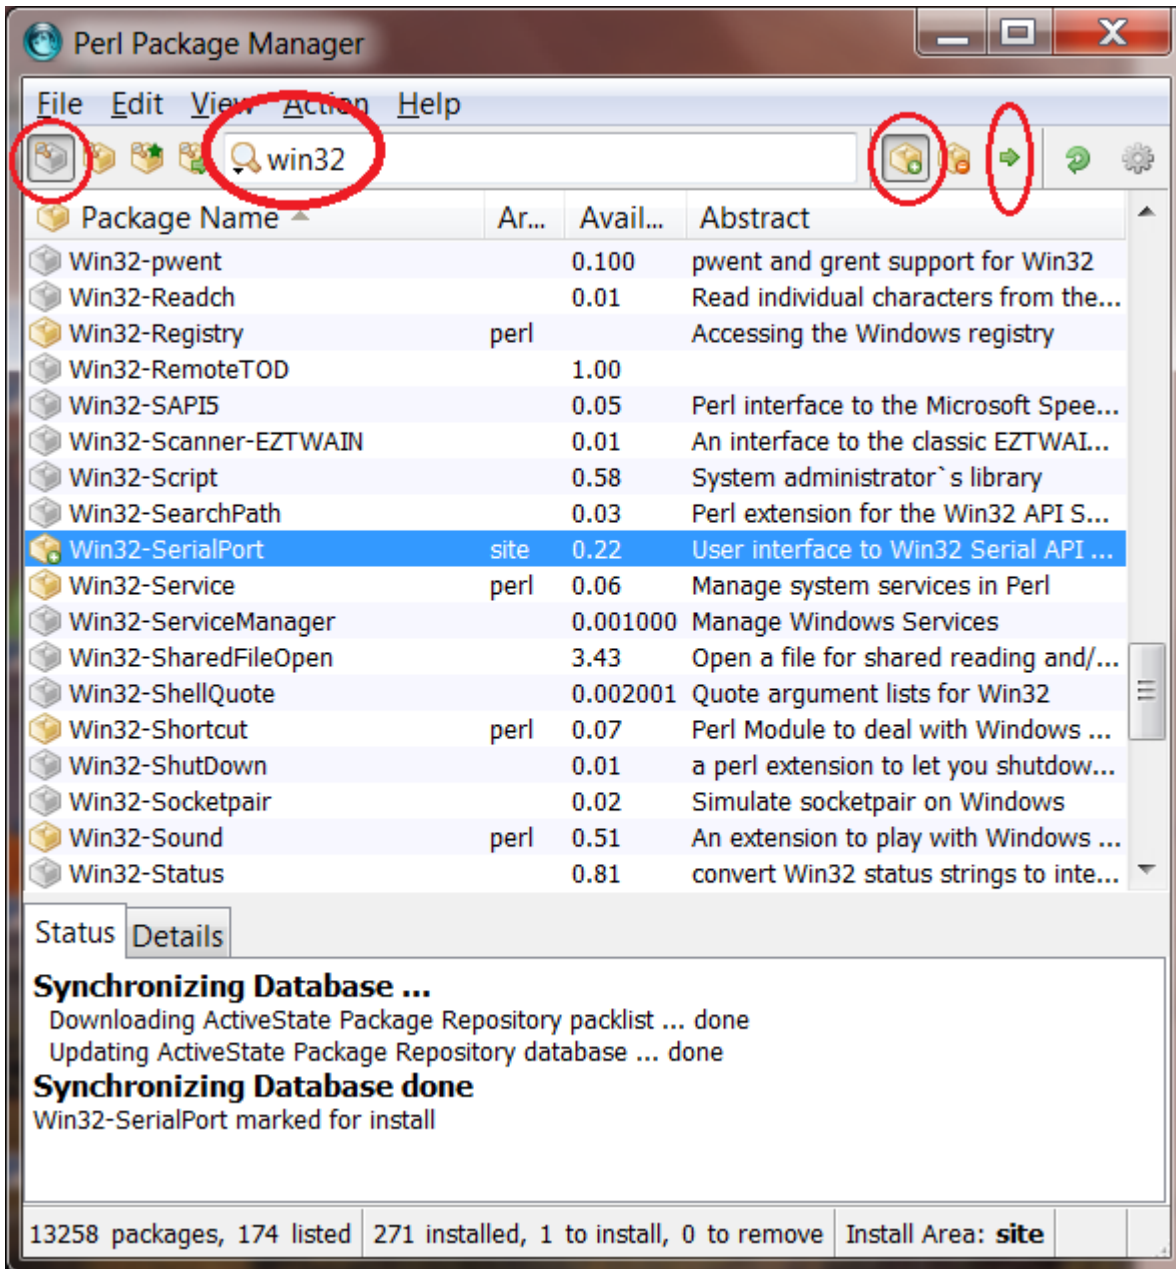 Perl Package Manager
File Edit View Action Help
win32
Package Name Ar... Avail... Abstract
Win32-pwent 0.100 pwent and grent support for Win32
Win32-Readch 0.01 Read individual characters from the...
Win32-Registry perl Accessing the Windows registry
Win32-RemoteTOD 1.00
Win32-SAPI5 0.05 Perl interface to the Microsoft Spee...
Win32-Scanner-EZTWAIN 0.01 An interface to the classic EZTWAI...
Win32-Script 0.58 System administrator`s library
Win32-SearchPath 0.03 Perl extension for the Win32 API S...
Win32-SerialPort site 0.22 User interface to Win32 Serial API ...
Win32-Service perl 0.06 Manage system services in Perl
Win32-ServiceManager 0.001000 Manage Windows Services
Win32-SharedFileOpen 3.43 Open a file for shared reading and/...
Win32-ShellQuote 0.002001 Quote argument lists for Win32
Win32-Shortcut perl 0.07 Perl Module to deal with Windows ...
Win32-ShutDown 0.01 a perl extension to let you shutdow...
Win32-Socketpair 0.02 Simulate socketpair on Windows
Win32-Sound perl 0.51 An extension to play with Windows ...
Win32-Status 0.81 convert Win32 status strings to inte...
Status Details
Synchronizing Database ...
Downloading ActiveState Package Repository packlist ... done
Updating ActiveState Package Repository database ... done
Synchronizing Database done
Win32-SerialPort marked for install
13258 packages, 174 listed 271 installed, 1 to install, 0 to remove Install Area: site